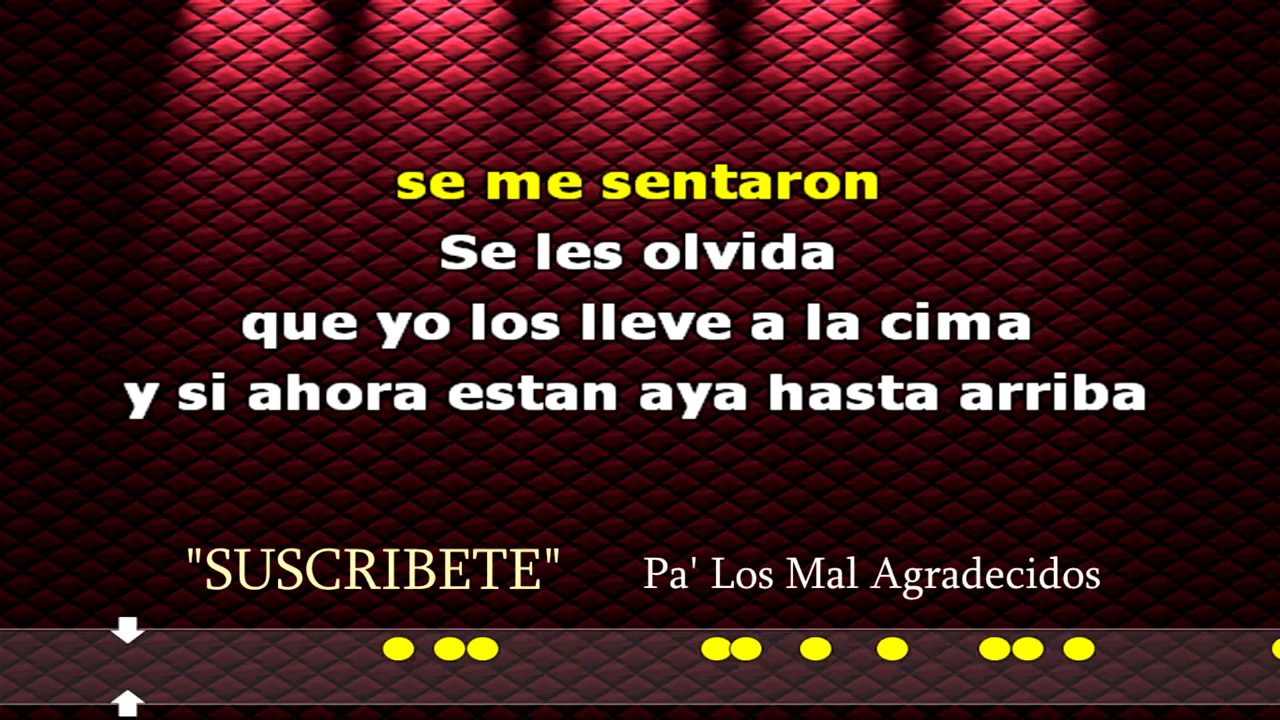 se me sentaron
Se les olvida
que yo los lleve a la cima
y si ahora estan aya hasta arriba
"SUSCRIBETE" Pa' Los Mal Agradecidos